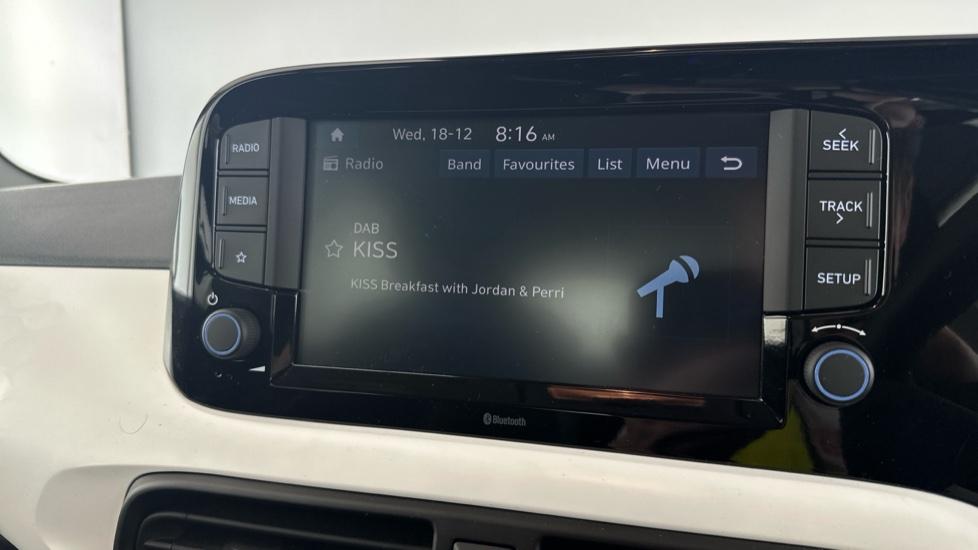 RADIO
MEDIA
Wed, 18-12 8:16 AM
Radio Band Favourites List Menu
DAB
KISS
KISS Breakfast with Jordan & Perri
SEEK
TRACK
SETUP
Bluetooth